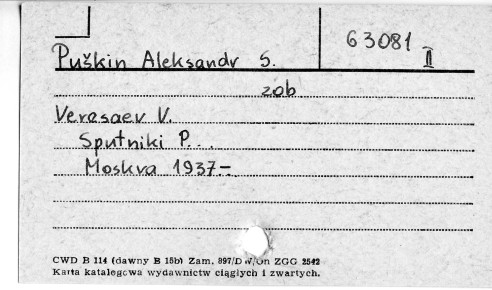 63081 II
Puškin Aleksandr S.
zob
Veresaev V.
Sputniki P...
Moskva 1937-
CWD B 114 (dawny B 15b) Zam. 897/DW/On ZGG 2542
Karta katalogowa wydawnictw ciągłych i zwartych.